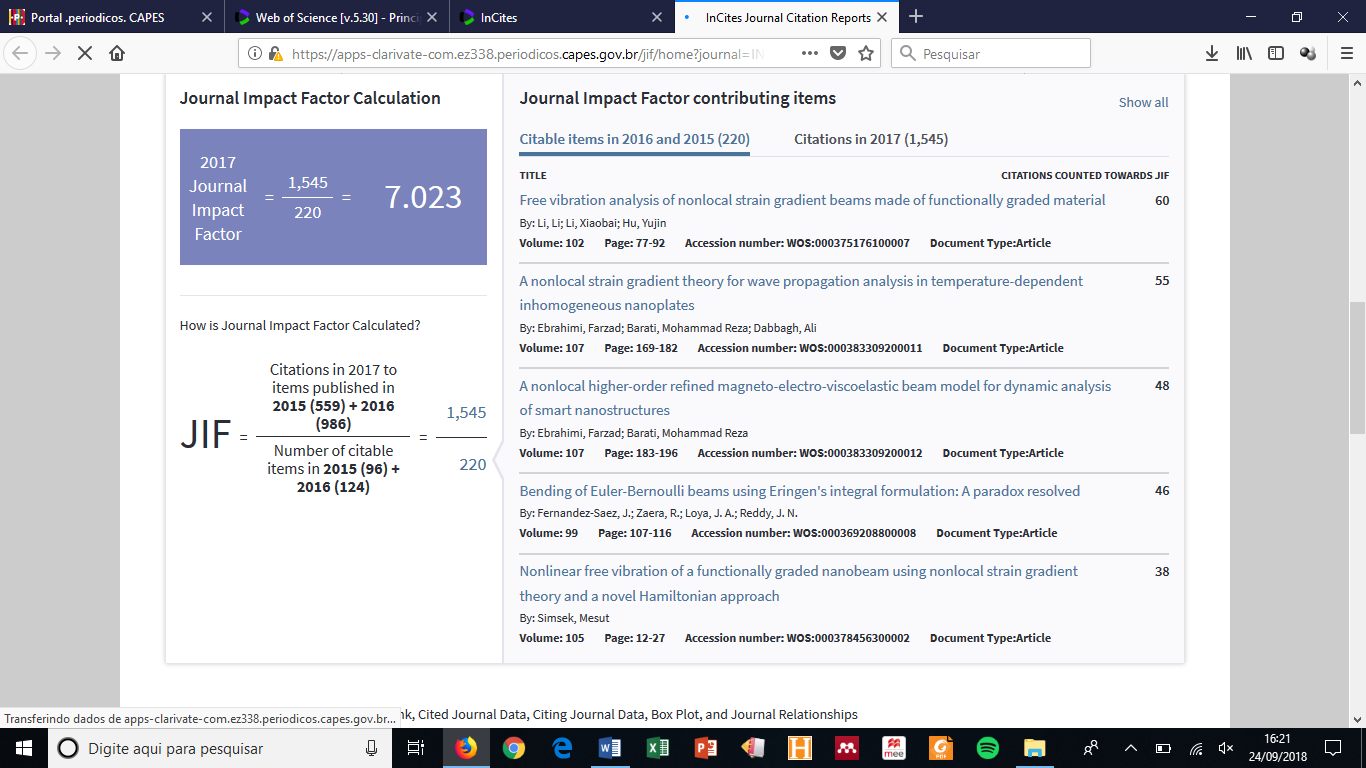 Portal .periodicos. CAPES
Web of Science [v.5.30] - Princi
InCites
InCites Journal Citation Reports
https://apps-clarivate-com.ez338.periodicos.capes.gov.br/jif/home?journal=IN
Pesquisar
Journal Impact Factor Calculation
2017
Journal
Impact
Factor
= 1,545
220
= 7.023
How is Journal Impact Factor Calculated?
JIF =
Citations in 2017 to
items published in
2015 (559) + 2016
(986)
Number of citable
items in 2015 (96) +
2016 (124)
= 1,545
220
Journal Impact Factor contributing items
Show all
Citable items in 2016 and 2015 (220) Citations in 2017 (1,545)
TITLE CITATIONS COUNTED TOWARDS JIF
Free vibration analysis of nonlocal strain gradient beams made of functionally graded material 60
By: Li, Li; Li, Xiaobai; Hu, Yujin
Volume: 102 Page: 77-92 Accession number: WOS:000375176100007 Document Type:Article
A nonlocal strain gradient theory for wave propagation analysis in temperature-dependent 55
inhomogeneous nanoplates
By: Ebrahimi, Farzad; Barati, Mohammad Reza; Dabbagh, Ali
Volume: 107 Page: 169-182 Accession number: WOS:000383309200011 Document Type:Article
A nonlocal higher-order refined magneto-electro-viscoelastic beam model for dynamic analysis 48
of smart nanostructures
By: Ebrahimi, Farzad; Barati, Mohammad Reza
Volume: 107 Page: 183-196 Accession number: WOS:000383309200012 Document Type:Article
Bending of Euler-Bernoulli beams using Eringen's integral formulation: A paradox resolved 46
By: Fernandez-Saez, J.; Zaera, R.; Loya, J. A.; Reddy, J. N.
Volume: 99 Page: 107-116 Accession number: WOS:000369208800008 Document Type:Article
Nonlinear free vibration of a functionally graded nanobeam using nonlocal strain gradient 38
theory and a novel Hamiltonian approach
By: Simsek, Mesut
Volume: 105 Page: 12-27 Accession number: WOS:000378456300002 Document Type:Article
Transferindo dados de apps-clarivate-com.ez338.periodicos.capes.gov.br...
nk, Cited Journal Data, Citing Journal Data, Box Plot, and Journal Relationships
Digite aqui para pesquisar
mee
PDF
16:21
24/09/2018